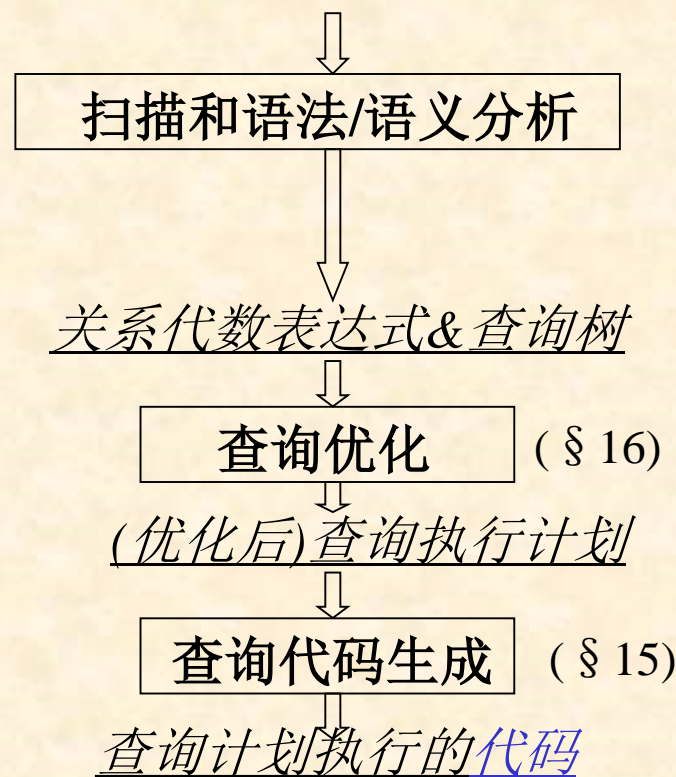 扫描和语法/语义分析
关系代数表达式&查询树
查询优化 (§16)
(优化后)查询执行计划
查询代码生成 (§15)
查询计划执行的代码